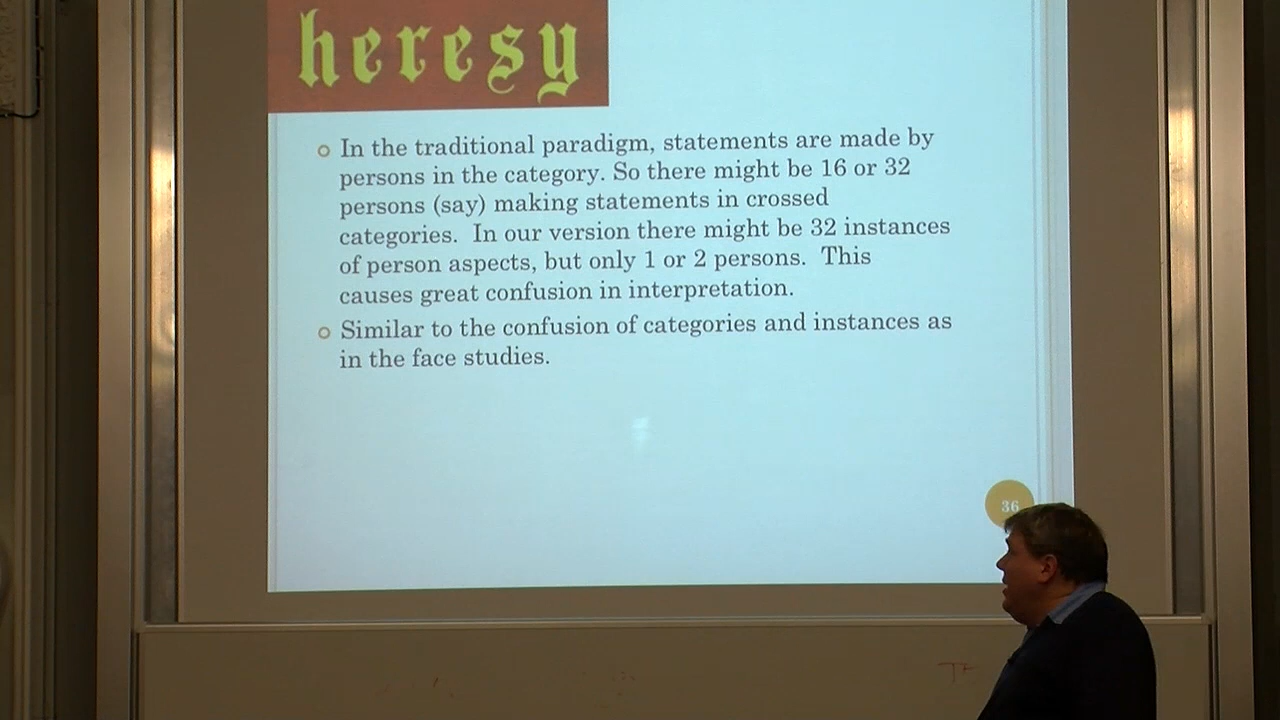 heresy
In the traditional paradigm, statements are made by
persons in the category. So there might be 16 or 32
persons (say) making statements in crossed
categories. In our version there might be 32 instances
of person aspects, but only 1 or 2 persons. This
causes great confusion in interpretation.
Similar to the confusion of categories and instances as
in the face studies.
36